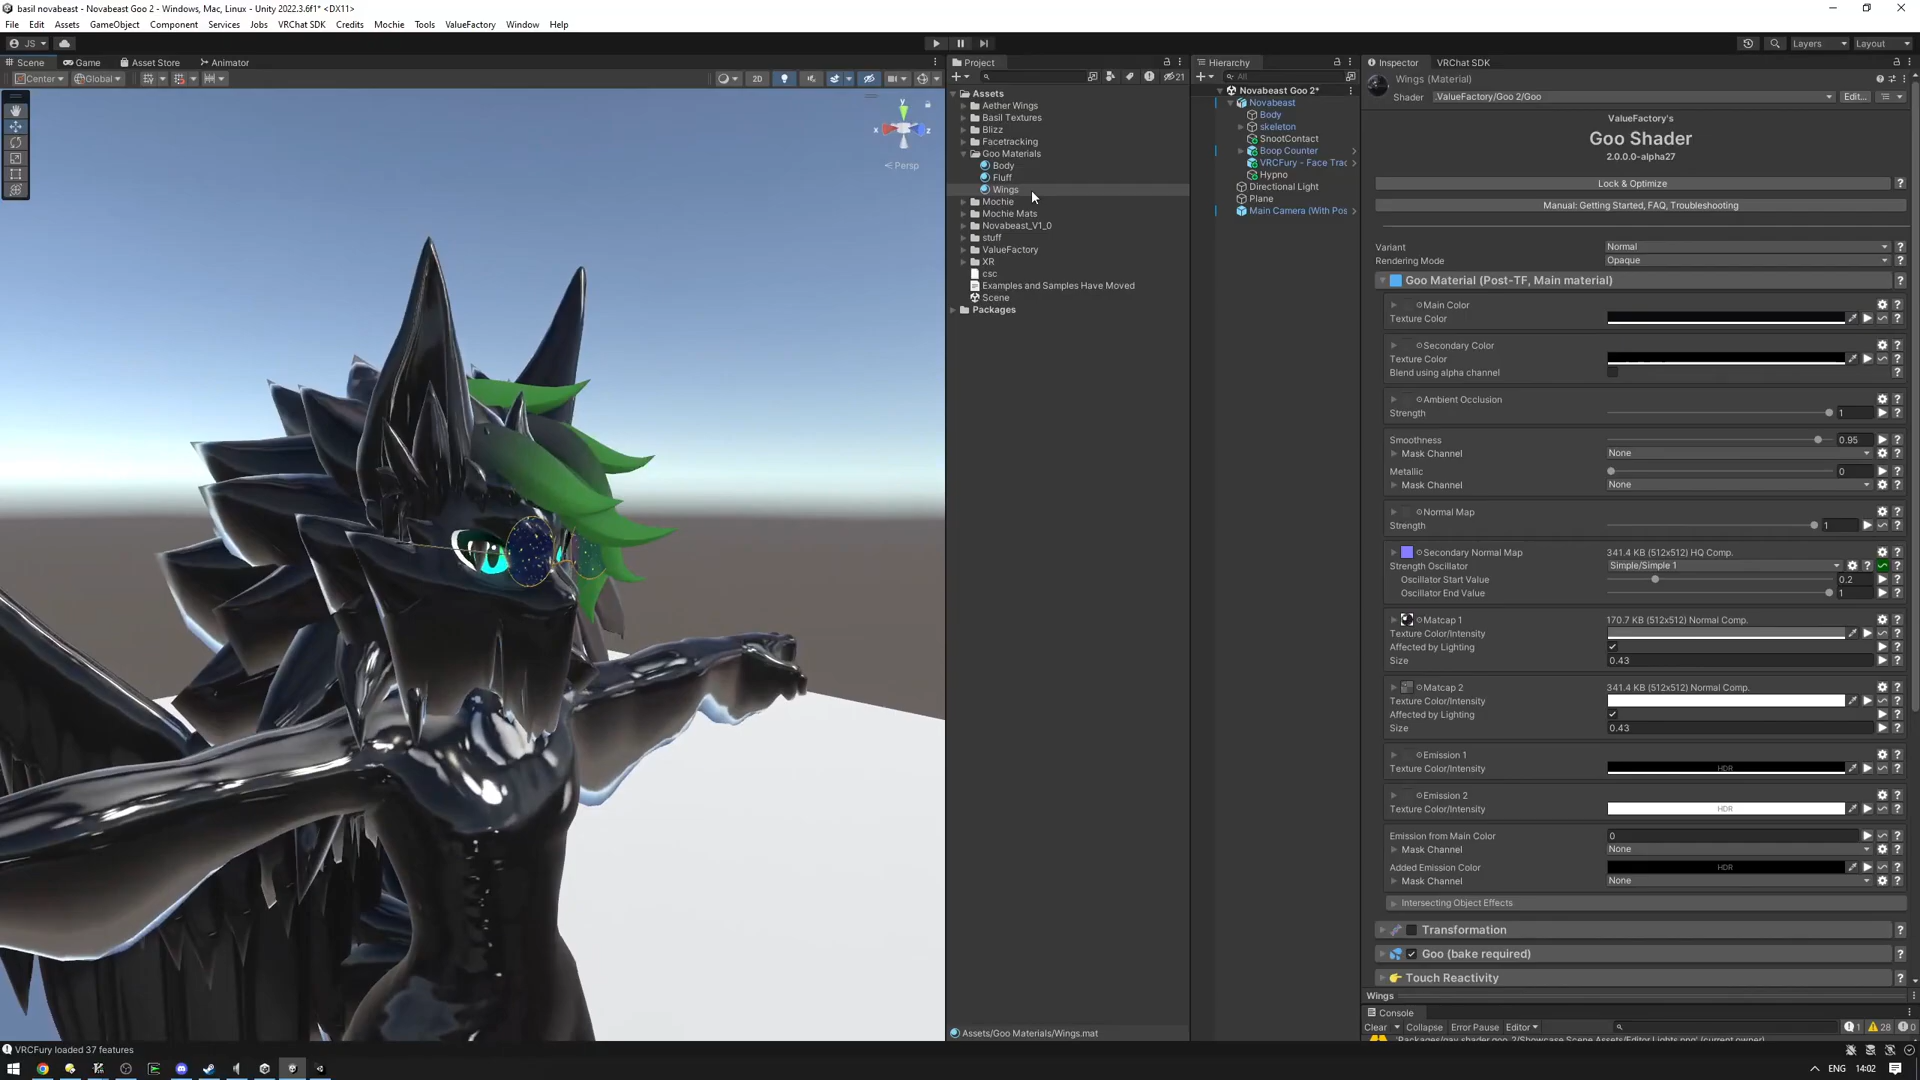 basil novabeast - Novabeast Goo 2 - Windows, Mac, Linux - Unity 2022.3.6f1* <DX11>
File Edit Assets GameObject Component Services Jobs Mochie VRChat SDK Credits Mochie Tools ValueFactory Window Help
JS
Layers Layout
Scene Game Asset Store Animator
Center Global 2D
y
x z
Persp
Project
21
Assets
Aether Wings
Basil Textures
Blizz
Facetracking
Goo Materials
Body
Fluff
Wings
Mochie
Mochie Mats
Novabeast_V1_0
stuff
ValueFactory
XR
csc
Examples and Samples Have Moved
Scene
Packages
Assets/Goo Materials/Wings.mat
Hierarchy
All
Novabeast Goo 2*
Novabeast
Body
skeleton
SnootContact
Boop Counter
VRCFury - Face Trac
Hypno
Directional Light
Plane
Main Camera (With Pos
Inspector VRChat SDK
Wings (Material)
Shader .ValueFactory/Goo 2/Goo Edit...
ValueFactory's
Goo Shader
2.0.0.0-alpha27
Lock & Optimize
Manual: Getting Started, FAQ, Troubleshooting
Variant Normal
Rendering Mode Opaque
Goo Material (Post-TF, Main material)
Main Color
Texture Color
Secondary Color
Texture Color
Blend using alpha channel
Ambient Occlusion
Strength 1
Smoothness 0.95
Mask Channel None
Metallic 0
Mask Channel None
Normal Map
Strength 1
Secondary Normal Map 341.4 KB (512x512) HQ Comp.
Strength Oscillator Simple/Simple 1
Oscillator Start Value 0.2
Oscillator End Value 1
Matcap 1 170.7 KB (512x512) Normal Comp.
Texture Color/Intensity
Affected by Lighting
Size 0.43
Matcap 2 341.4 KB (512x512) Normal Comp.
Texture Color/Intensity
Affected by Lighting
Size 0.43
Emission 1
Texture Color/Intensity HDR
Emission 2
Texture Color/Intensity HDR
Emission from Main Color 0
Mask Channel None
Added Emission Color HDR
Mask Channel None
Intersecting Object Effects
Transformation
Goo (bake required)
Touch Reactivity
Wings
Console
Clear Collapse Error Pause Editor 1 28 0
VRCFury loaded 37 features
ENG 14:02